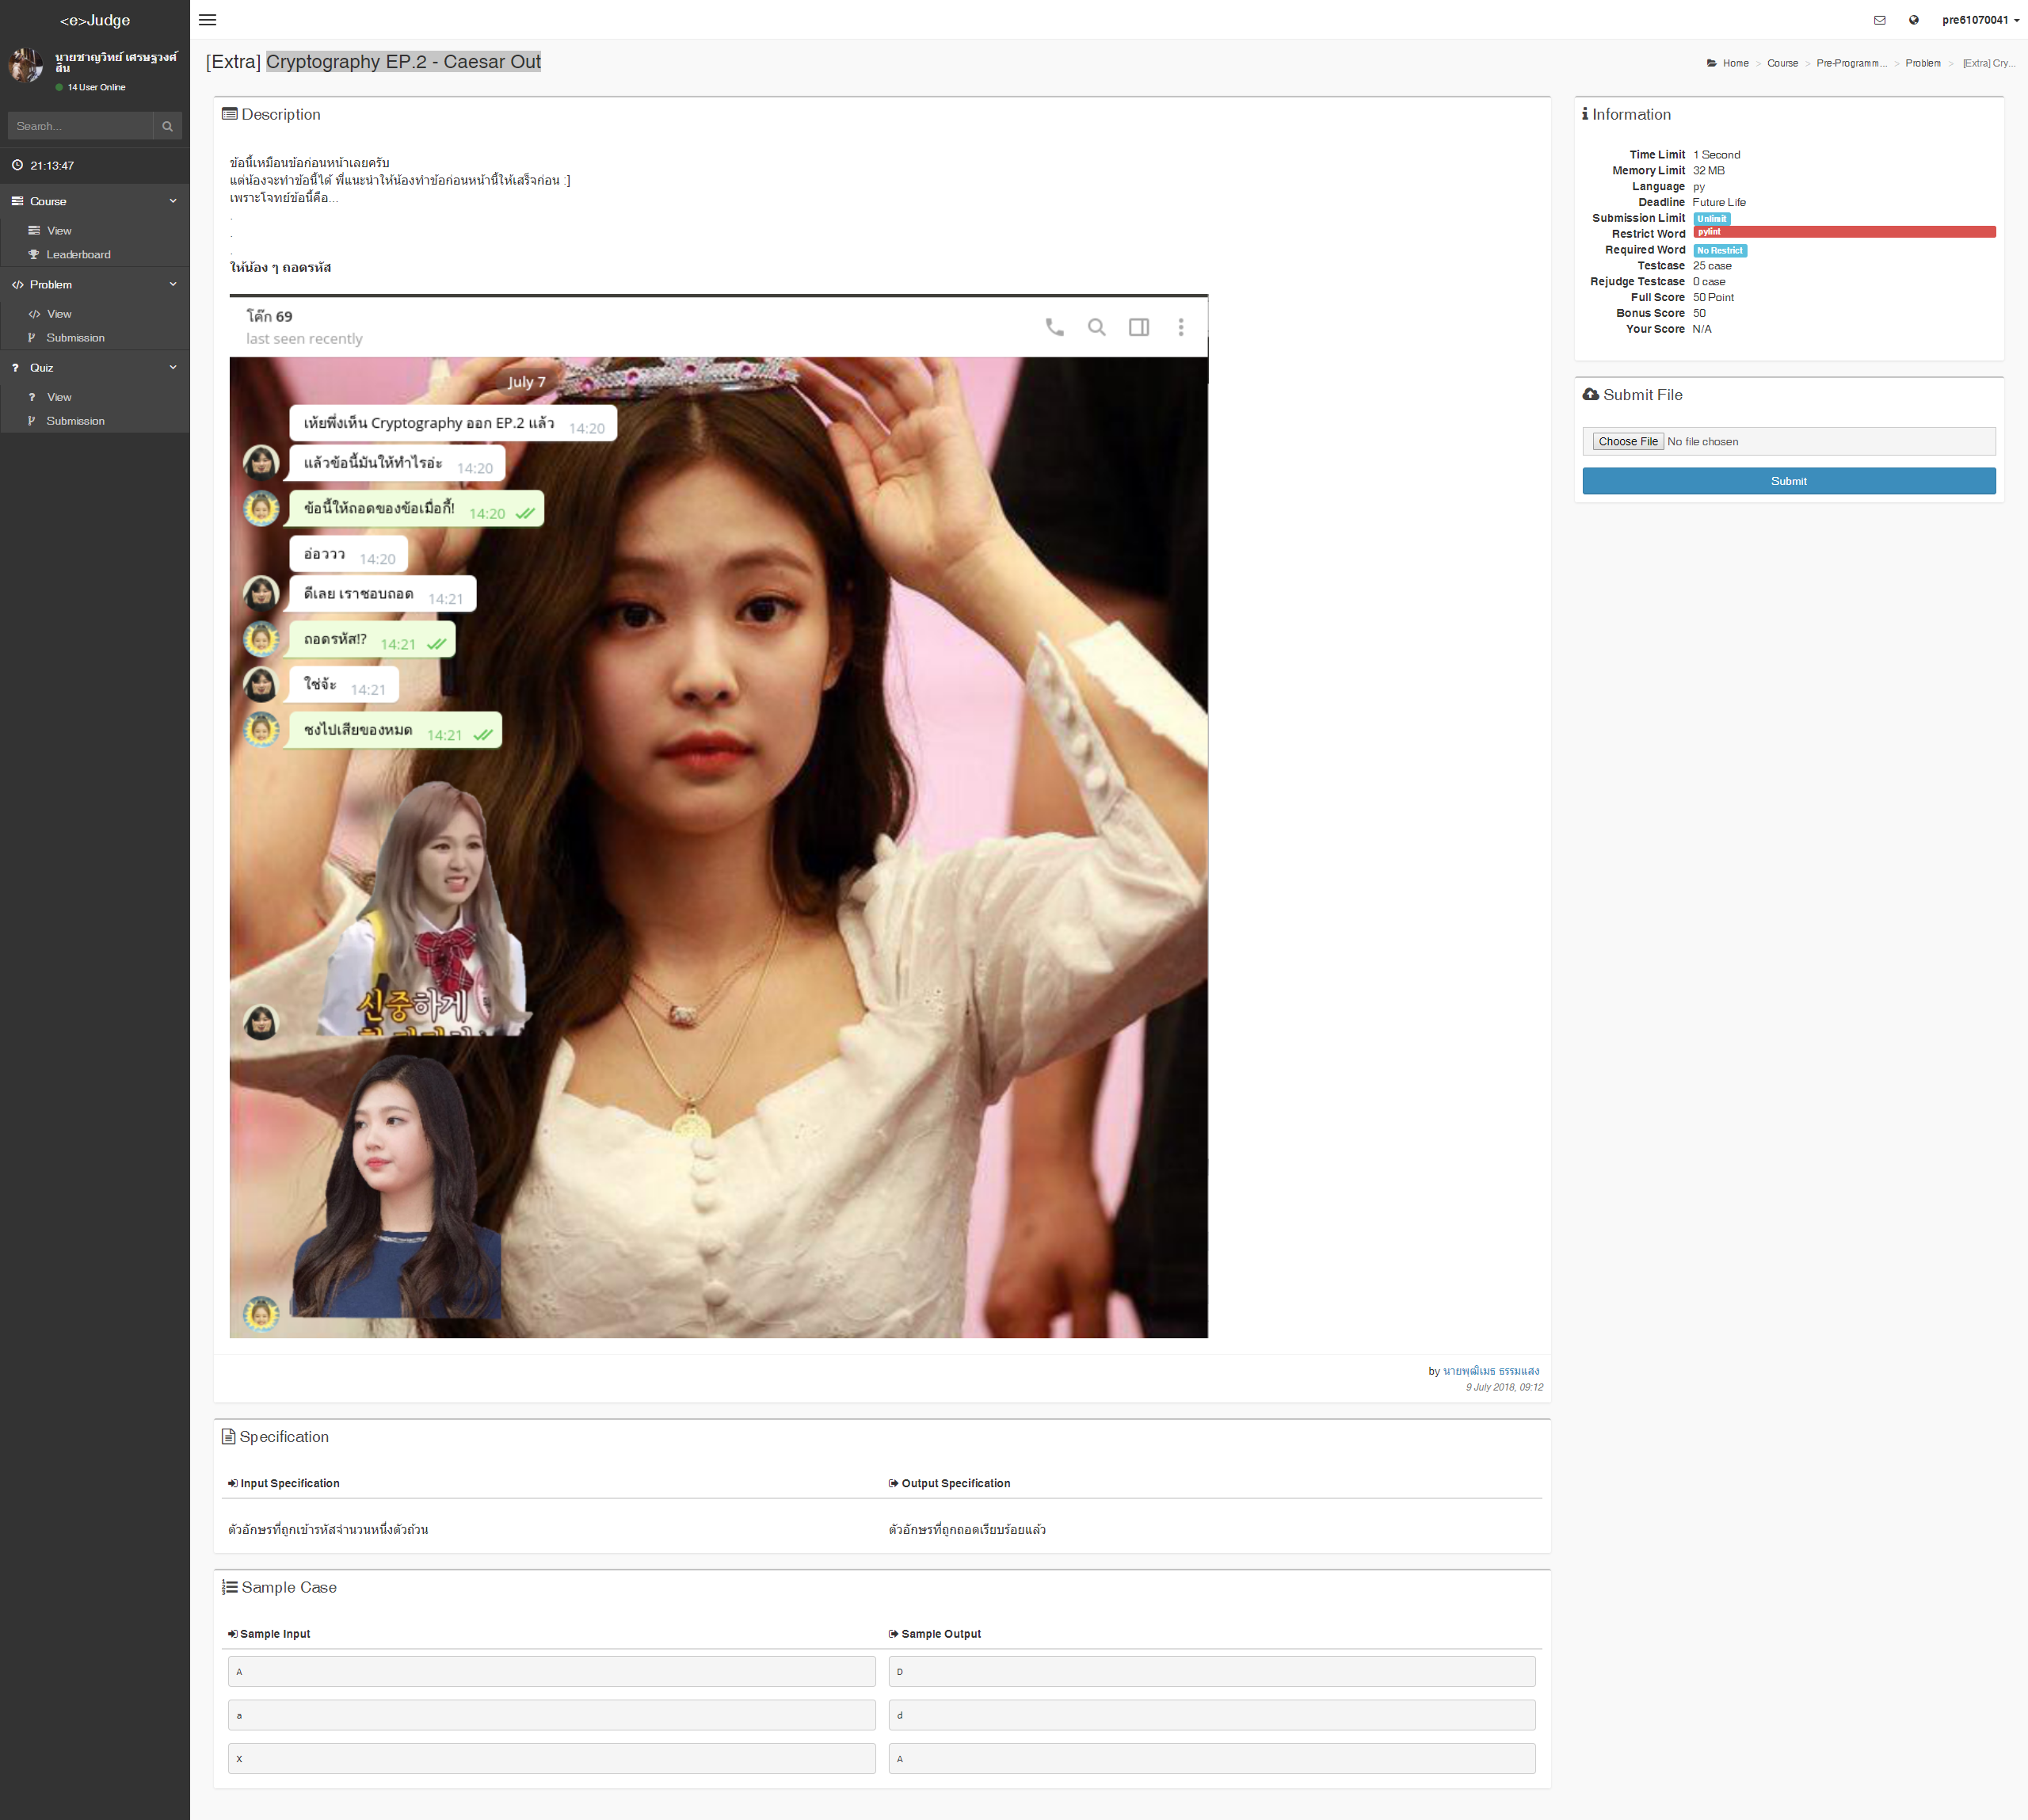 <e>Judge
pre61070041
นายชาญวิทย์ เศรษฐวงศ์
สิน
14 User Online
Search...
21:13:47
Course
View
Leaderboard
Problem
View
Submission
Quiz
View
Submission
[Extra] Cryptography EP.2 - Caesar Out
Home > Course > Pre-Programm... > Problem > [Extra] Cry...
Description
ข้อนี้เหมือนข้อก่อนหน้าเลยครับ
แต่น้องจะทำข้อนี้ได้ พี่แนะนำให้น้องทำข้อก่อนหน้านี้ให้เสร็จก่อน :]
เพราะโจทย์ข้อนี้คือ...
.
.
.
ให้น้อง ๆ ถอดรหัส
โค๊ก 69
last seen recently
July 7
เห้ยพึ่งเห็น Cryptography ออก EP.2 แล้ว 14:20
แล้วข้อนี้มันให้ทำไรอ่ะ 14:20
ข้อนี้ให้ถอดของข้อเมื่อกี้! 14:20
อ่อววว 14:20
ดีเลย เราชอบถอด 14:21
ถอดรหัส!? 14:21
ใช่จ้ะ 14:21
ชงไปเสียของหมด 14:21
신중하게
by นายพุฒิเมธ ธรรมแสง
9 July 2018, 09:12
Specification
Input Specification
Output Specification
ตัวอักษรที่ถูกเข้ารหัสจำนวนหนึ่งตัวถ้วน
ตัวอักษรที่ถูกถอดเรียบร้อยแล้ว
Sample Case
Sample Input
Sample Output
A
D
a
d
X
A
Information
Time Limit 1 Second
Memory Limit 32 MB
Language py
Deadline Future Life
Submission Limit Unlimit
Restrict Word pylint
Required Word No Restrict
Testcase 25 case
Rejudge Testcase 0 case
Full Score 50 Point
Bonus Score 50
Your Score N/A
Submit File
Choose File No file chosen
Submit